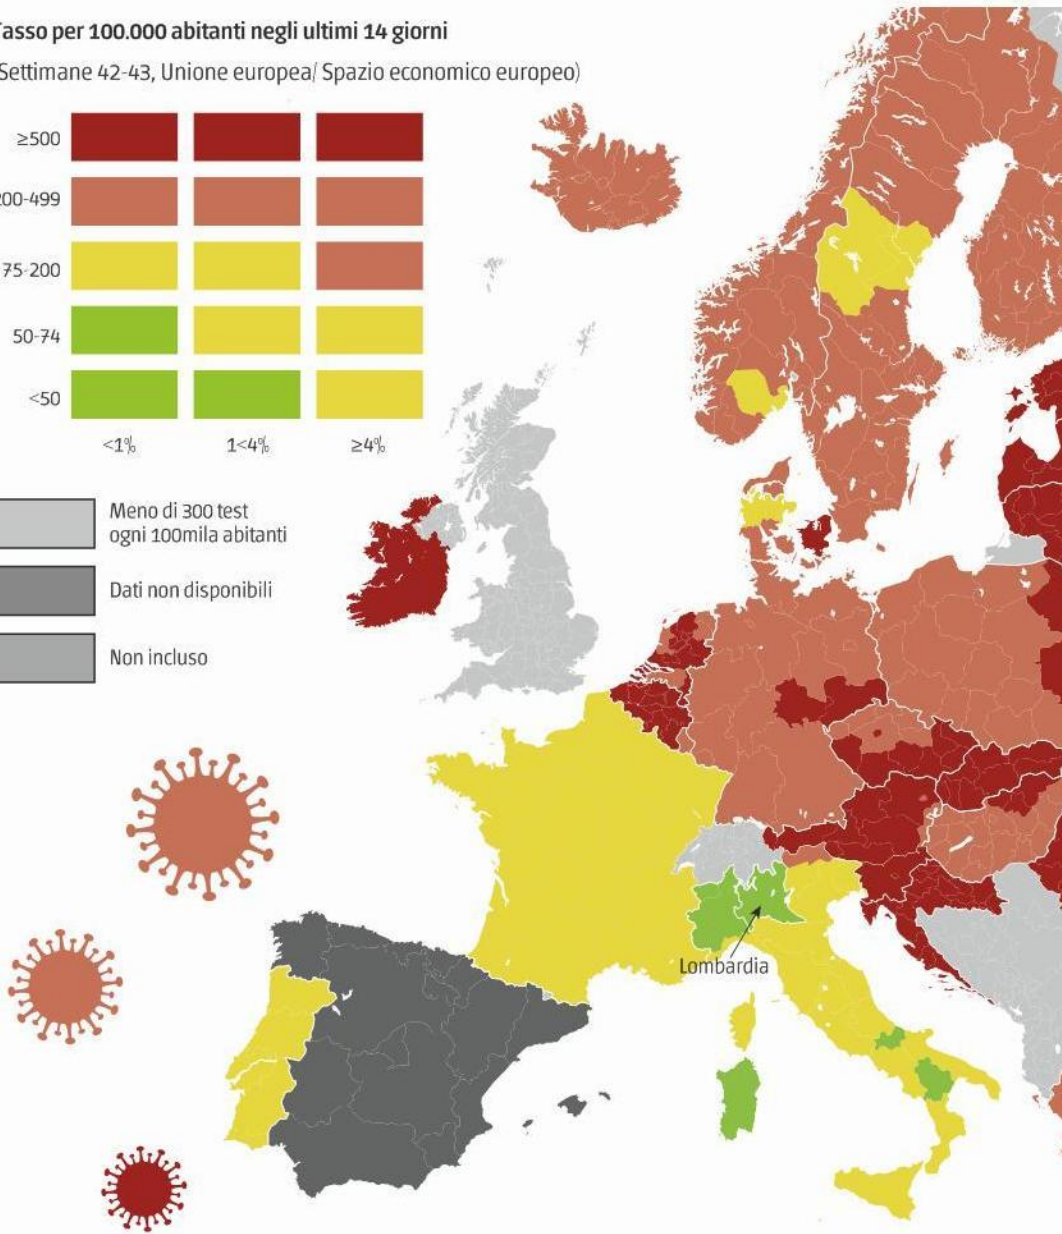 Tasso per 100.000 abitanti negli ultimi 14 giorni
Settimane 42-43, Unione europea/ Spazio economico europeo)
≥500
00-499
75-200
50-74
<50
<1%
1<4%
≥4%
Meno di 300 test
ogni 100mila abitanti
Dati non disponibili
Non incluso
Lombardia